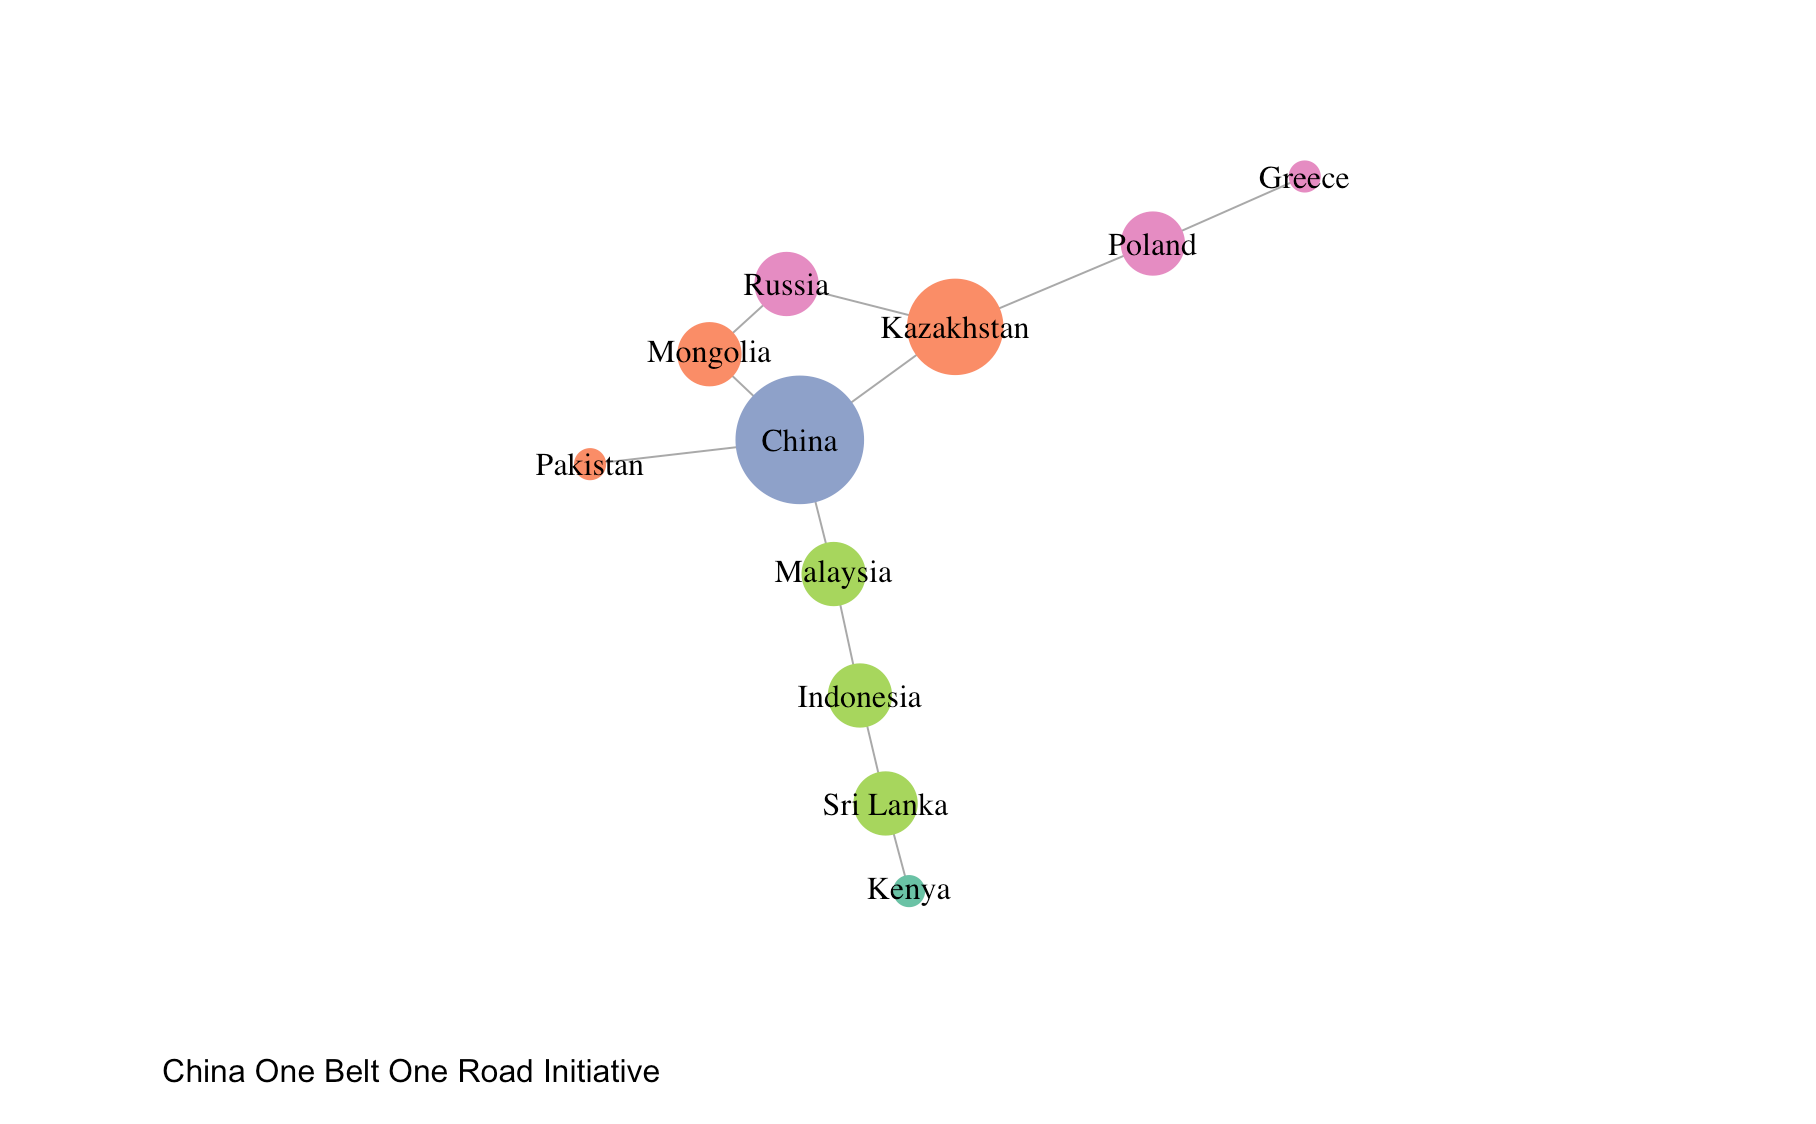 Greece
Poland
Russia
Kazakhstan
Mongolia
China
Pakistan
Malaysia
Indonesia
Sri Lanka
Kenya
China One Belt One Road Initiative